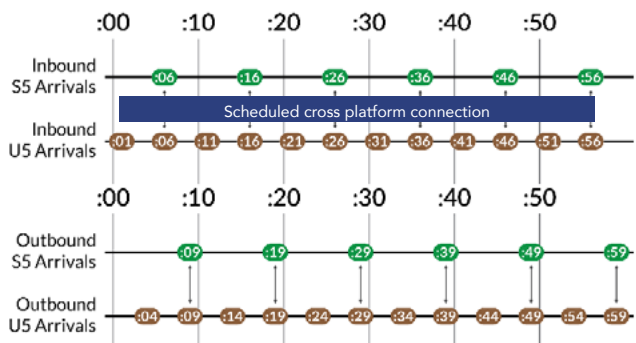 :00 :10 :20 :30 :40 :50
Inbound
S5 Arrivals
:06 :16 :26 :36 :46 :56
Scheduled cross platform connection
Inbound
U5 Arrivals
:01 :06 :11 :16 :21 :26 :31 :36 :41 :46 :51 :56
:00 :10 :20 :30 :40 :50
Outbound
S5 Arrivals
:09 :19 :29 :39 :49 :59
Outbound
U5 Arrivals
:04 :09 :14 :19 :24 :29 :34 :39 :44 :49 :54 :59